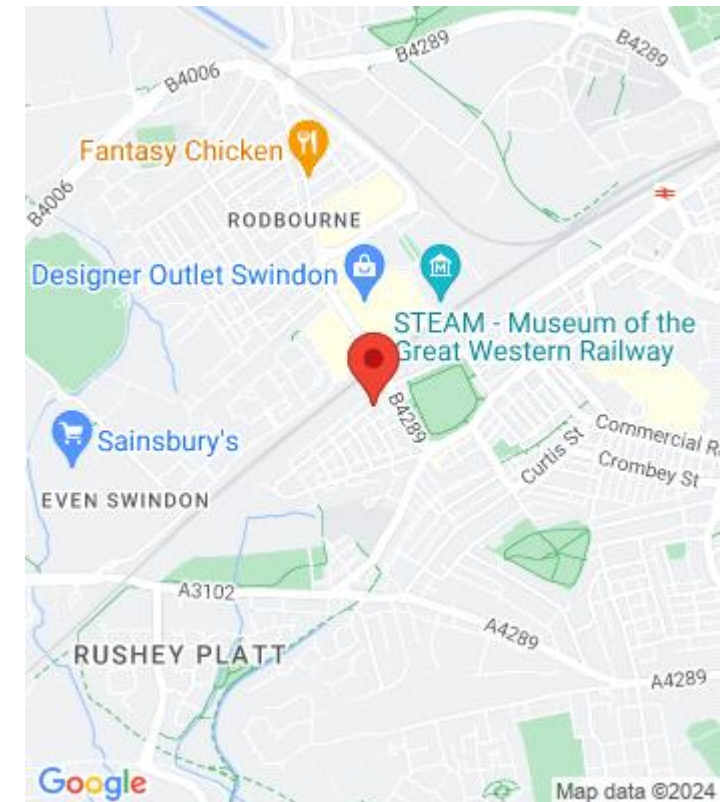 B4289
B4289
B4006
Fantasy Chicken
B4006
RODBOURNE
Designer Outlet Swindon
STEAM - Museum of the
Great Western Railway
B4289
Commercial R
Sainsbury's
Curtis St
Crombey St
EVEN SWINDON
A3102
A4289
RUSHEY PLATT
A4289
Google
Map data ©2024